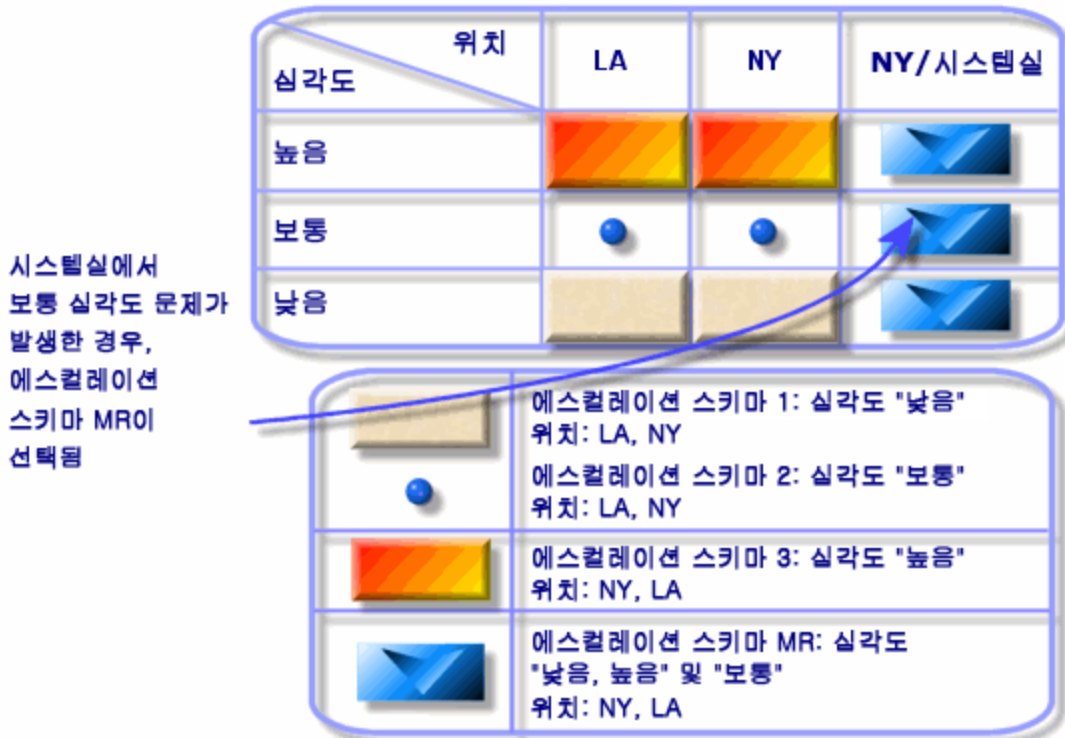 위치
심각도
LA
NY
NY/시스템실
높음
보통
낮음
시스템실에서
보통 심각도 문제가
발생한 경우,
에스컬레이션
스키마 MR이
선택됨
에스컬레이션 스키마 1: 심각도 "낮음"
위치: LA, NY
에스컬레이션 스키마 2: 심각도 "보통"
위치: LA, NY
에스컬레이션 스키마 3: 심각도 "높음"
위치: NY, LA
에스컬레이션 스키마 MR: 심각도
"낮음, 높음" 및 "보통"
위치: NY, LA